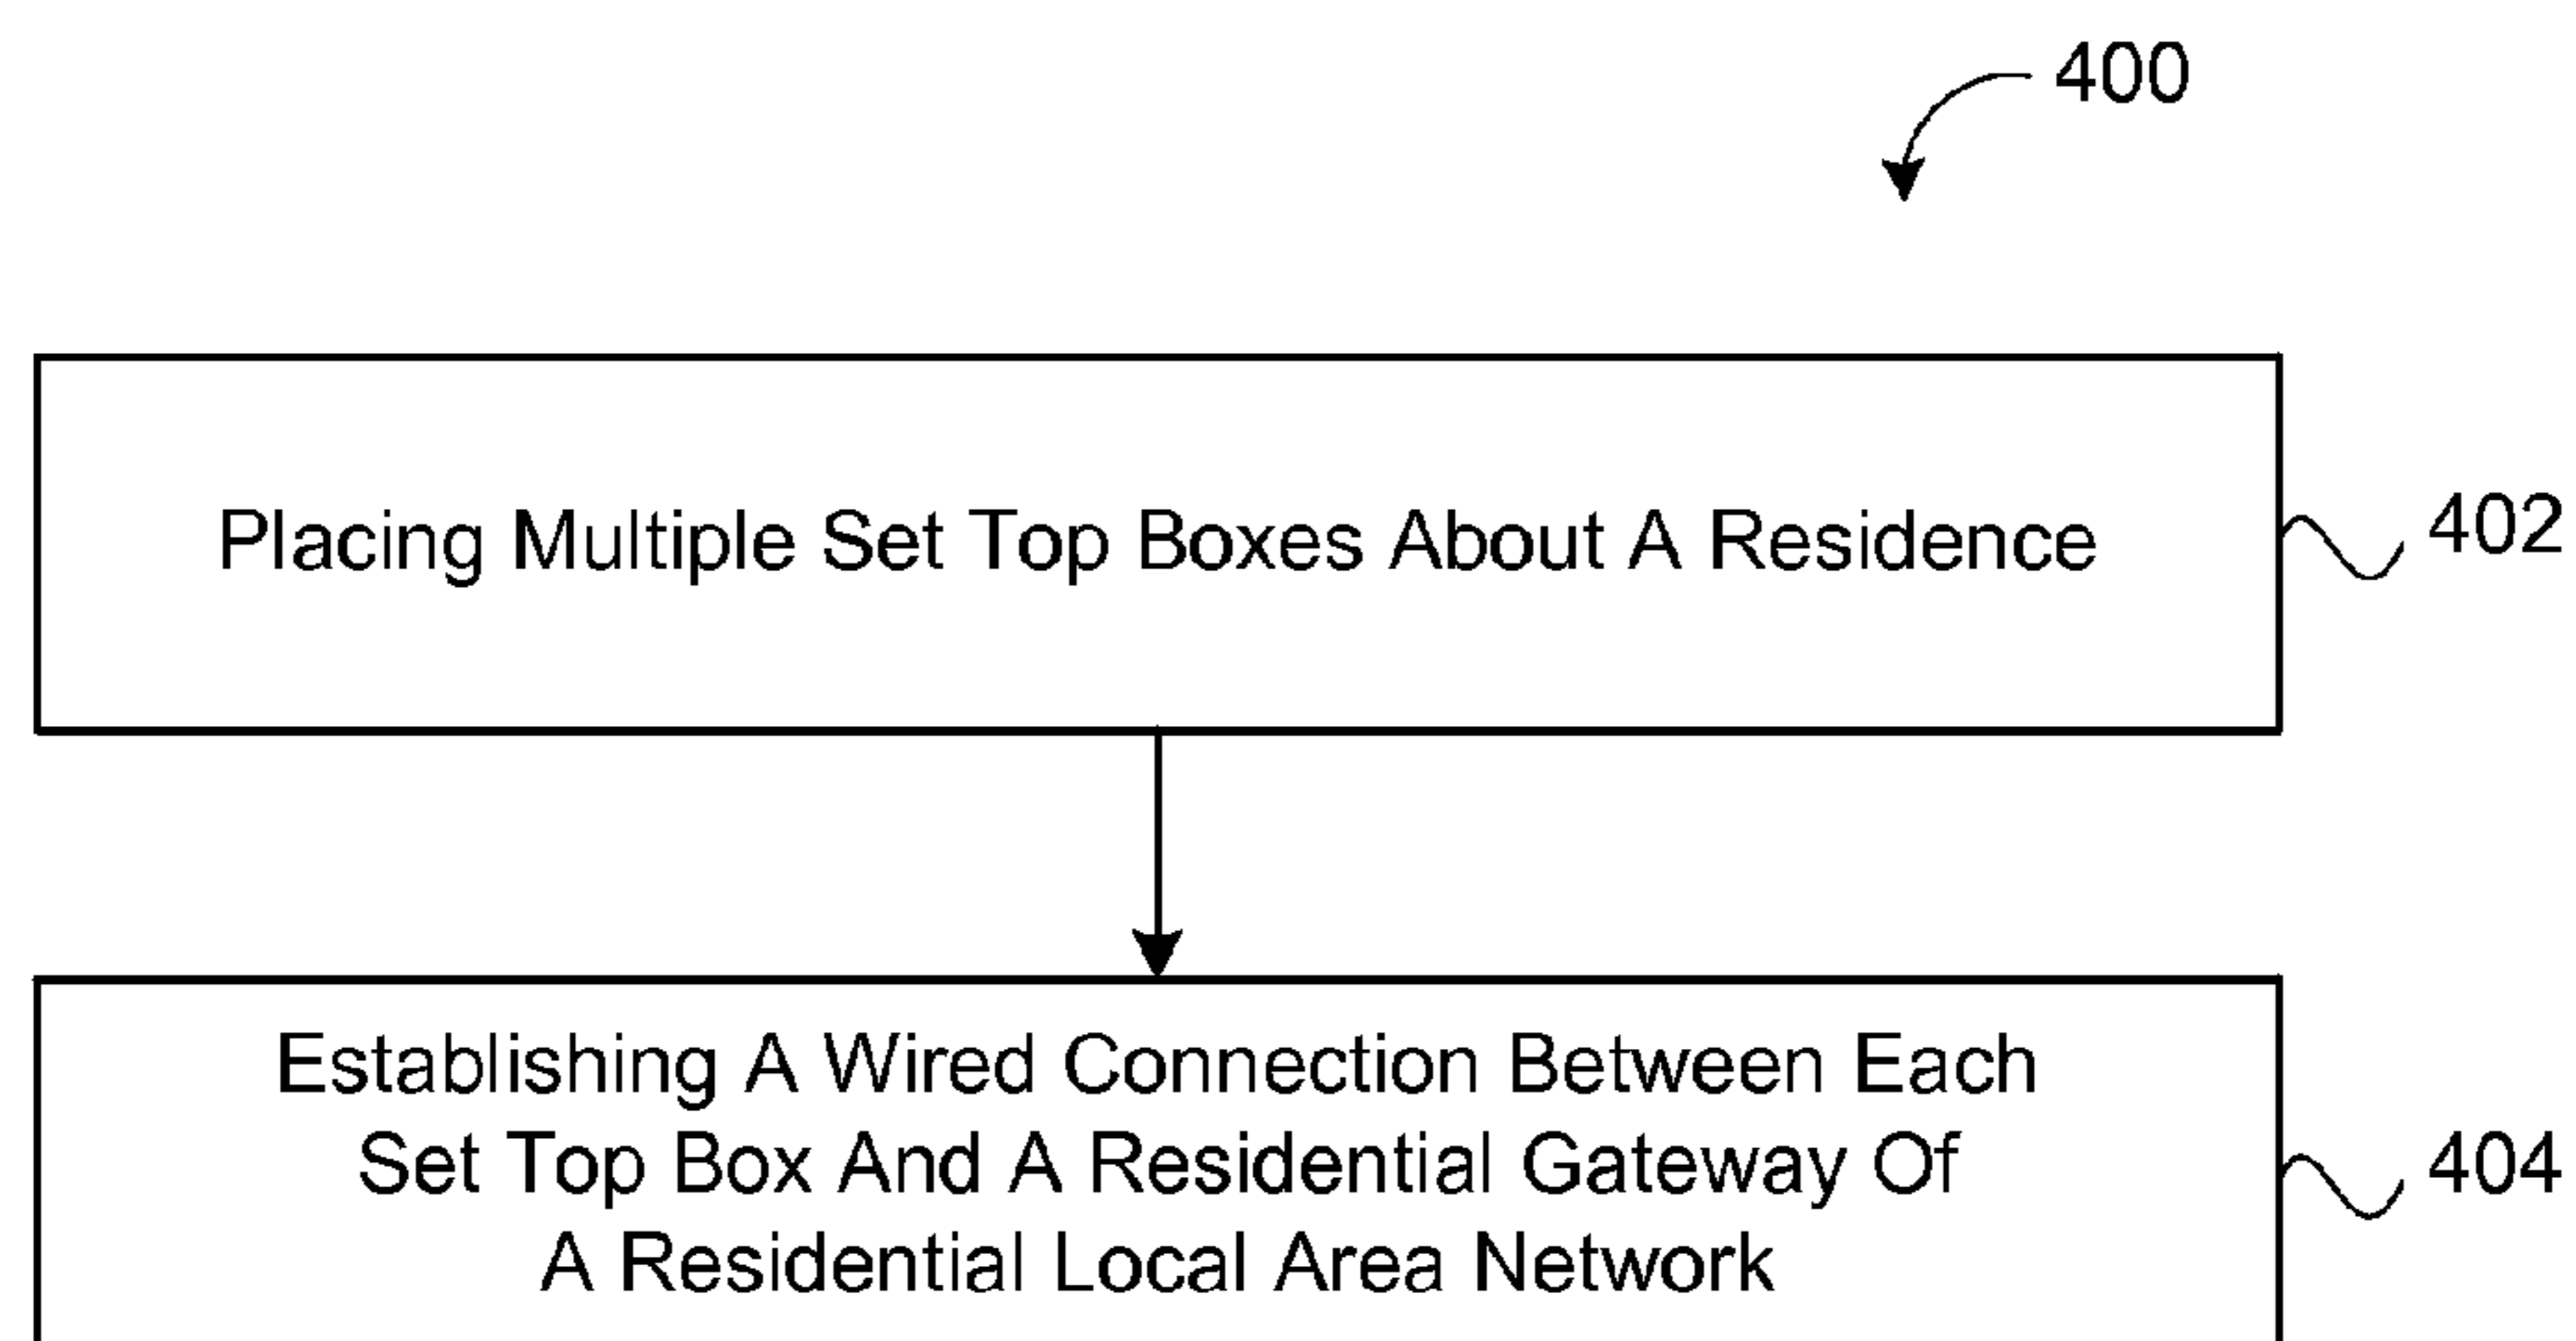 400
Placing Multiple Set Top Boxes About A Residence
402
Establishing A Wired Connection Between Each
Set Top Box And A Residential Gateway Of
A Residential Local Area Network
404